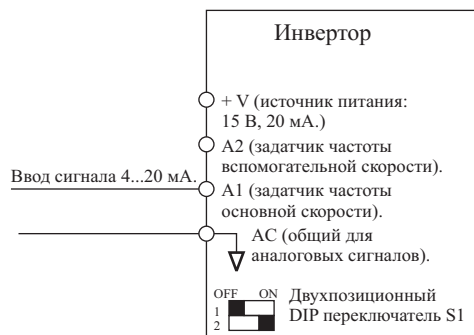 Инвертор
+ V (источник питания:
15 В, 20 мА.)
A2 (задатчик частоты
вспомогательной скорости).
Ввод сигнала 4...20 мА.
A1 (задатчик частоты
основной скорости).
AC (общий для
аналоговых сигналов).
OFF ON
1
2
Двухпозиционный
DIP переключатель S1